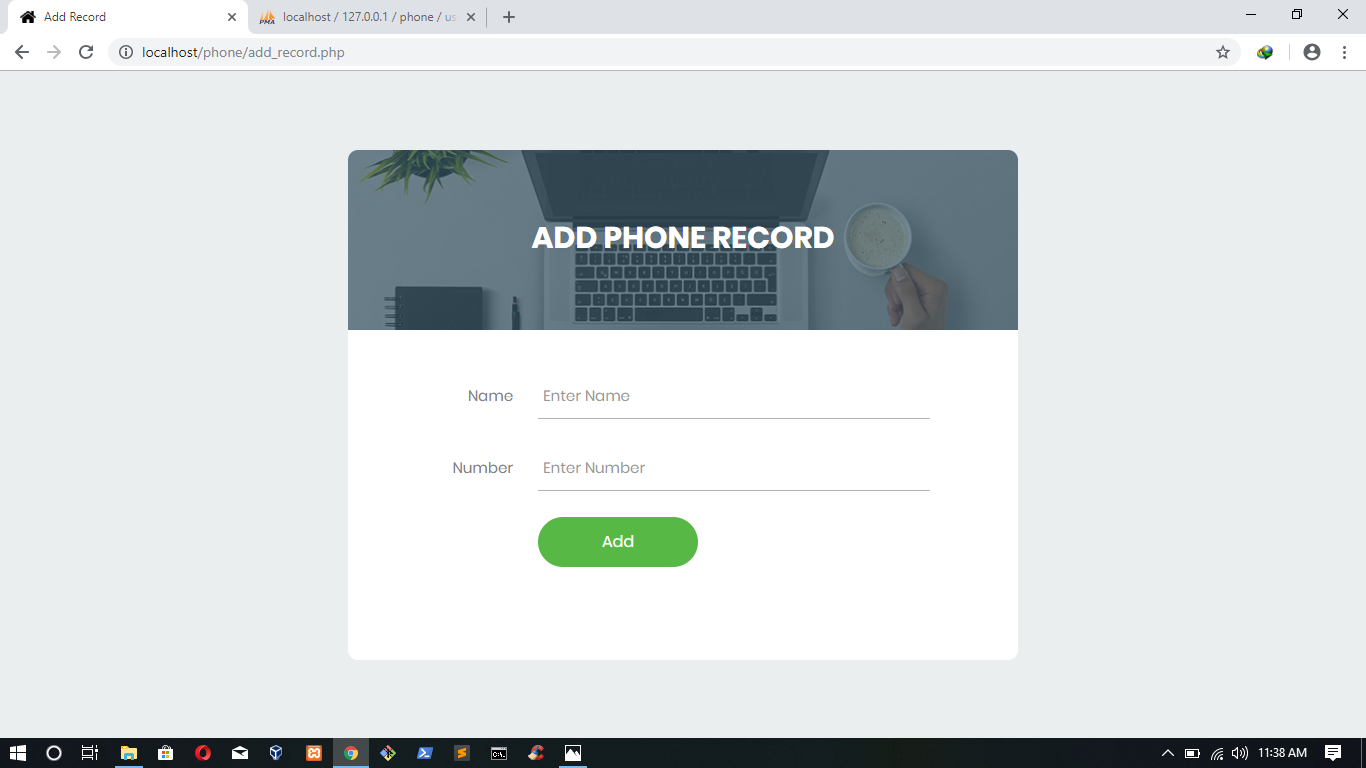 Add Record
localhost / 127.0.0.1 / phone / us
localhost/phone/add_record.php
ADD PHONE RECORD
Name
Enter Name
Number
Enter Number
Add
11:38 AM